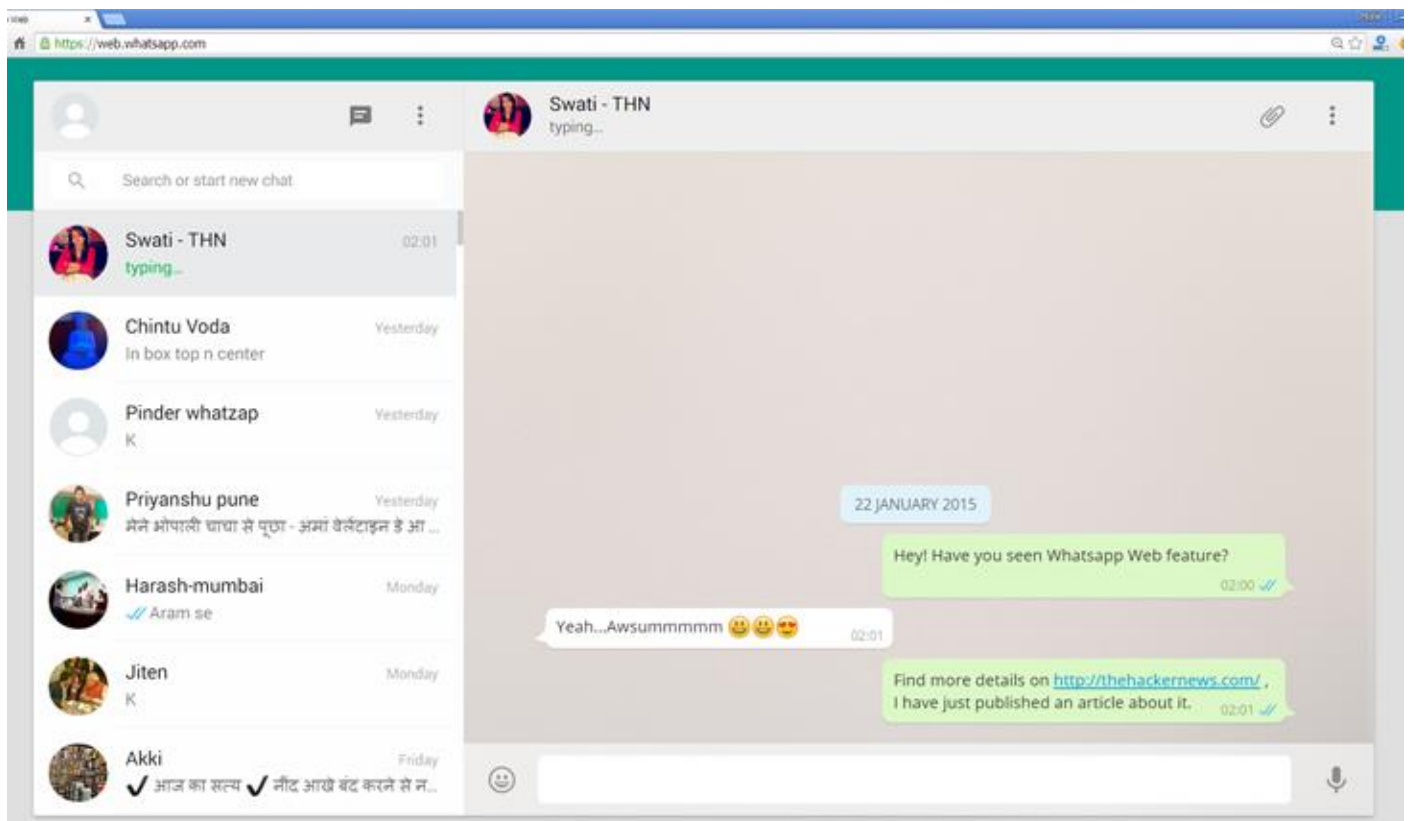 https://web.whatsapp.com
Search or start new chat
Swati - THN
02:01
typing...
Chintu Voda
Yesterday
In box top n center
Pinder whatzap
Yesterday
K
Priyanshu pune
Yesterday
मेने भोपाली चाचा से पूछा - अमां वेलेंटाइन डे आ ...
Harash-mumbai
Monday
Aram se
Jiten
Monday
K
Akki
Friday
✔ आज का सत्य ✔ नींद आखे बंद करने से न...
Swati - THN
typing...
22 JANUARY 2015
Hey! Have you seen Whatsapp Web feature?
02:00
Yeah...Awsummmmm 😃😃😍
02:01
Find more details on http://thehackernews.com/ ,
I have just published an article about it.
02:01